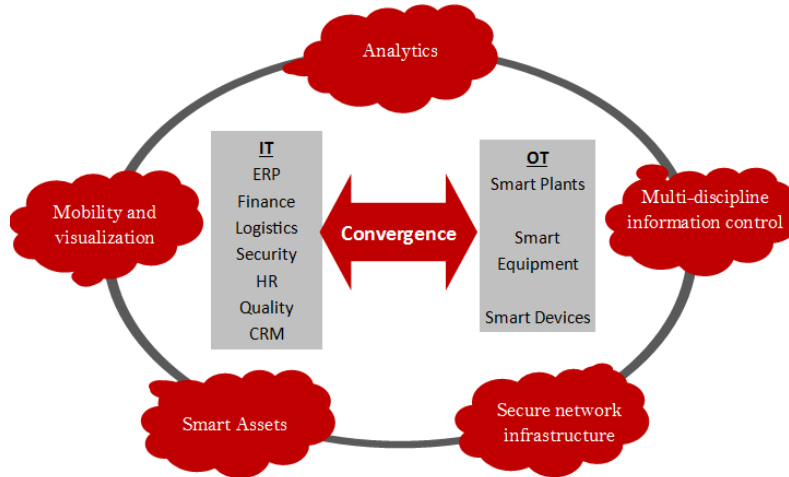 Analytics
Mobility and
visualization
IT
ERP
Finance
Logistics
Security
HR
Quality
CRM
Convergence
OT
Smart Plants
Smart
Equipment
Smart Devices
Multi-discipline
information control
Smart Assets
Secure network
infrastructure